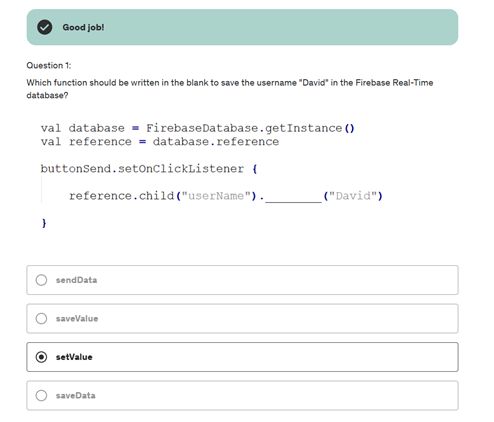 Good job!
Question 1:
Which function should be written in the blank to save the username "David" in the Firebase Real-Time
database?
val database = FirebaseDatabase.getInstance()
val reference = database.reference
buttonSend.setOnClickListener {
reference.child("userName").________("David")
}
sendData
saveValue
setValue
saveData